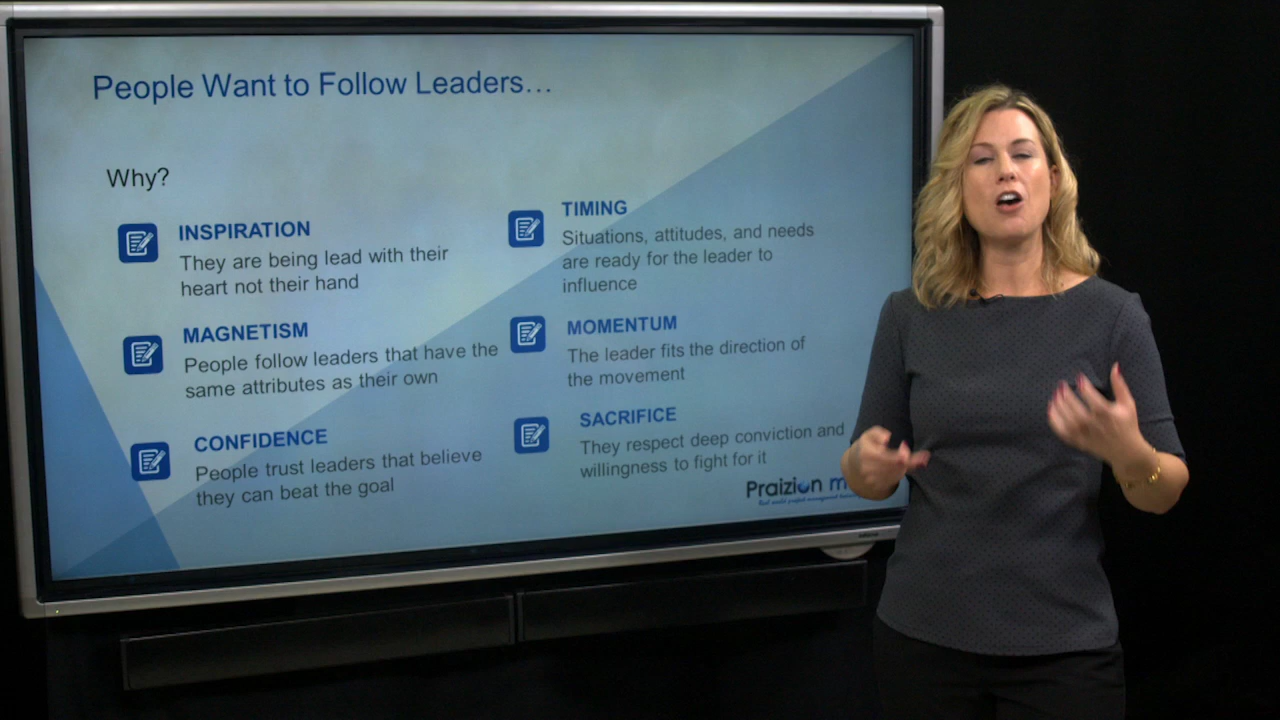 People Want to Follow Leaders...
Why?
INSPIRATION
They are being lead with their
heart not their hand
MAGNETISM
People follow leaders that have the
same attributes as their own
CONFIDENCE
People trust leaders that believe
they can beat the goal
TIMING
Situations, attitudes, and needs
are ready for the leader to
influence
MOMENTUM
The leader fits the direction of
the movement
SACRIFICE
They respect deep conviction and
willingness to fight for it
Praizion